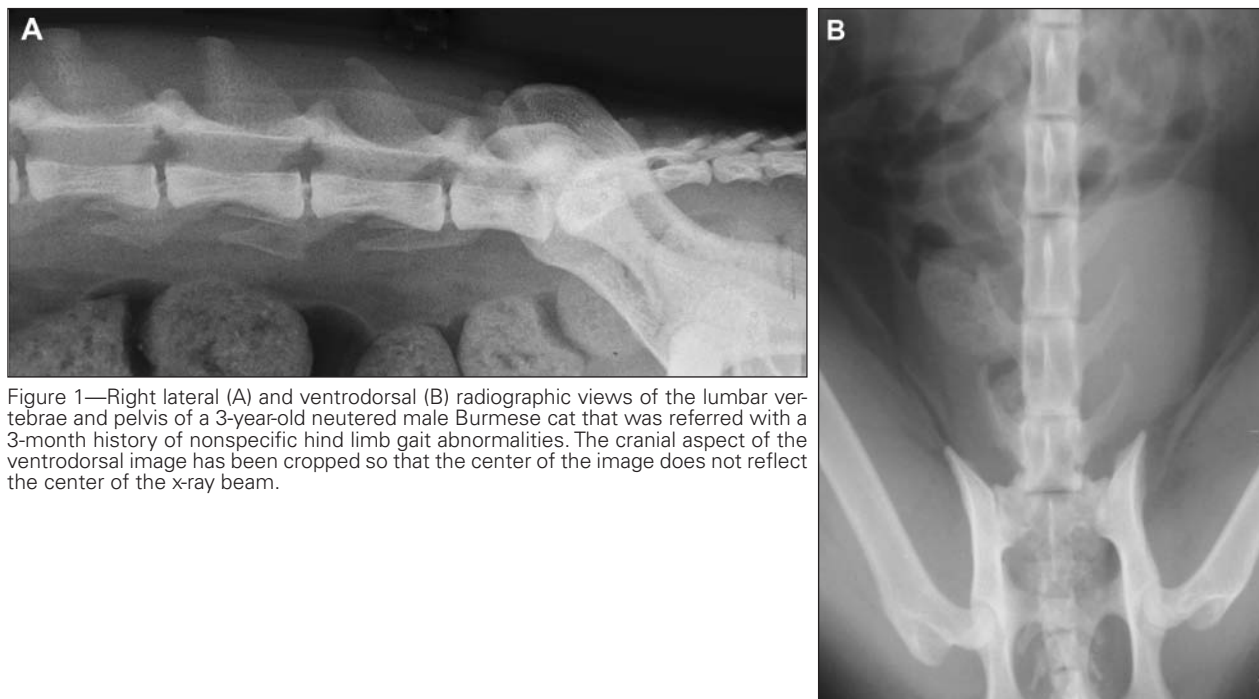 A
B
Figure 1—Right lateral (A) and ventrodorsal (B) radiographic views of the lumbar ver-
tebrae and pelvis of a 3-year-old neutered male Burmese cat that was referred with a
3-month history of nonspecific hind limb gait abnormalities. The cranial aspect of the
ventrodorsal image has been cropped so that the center of the image does not reflect
the center of the x-ray beam.